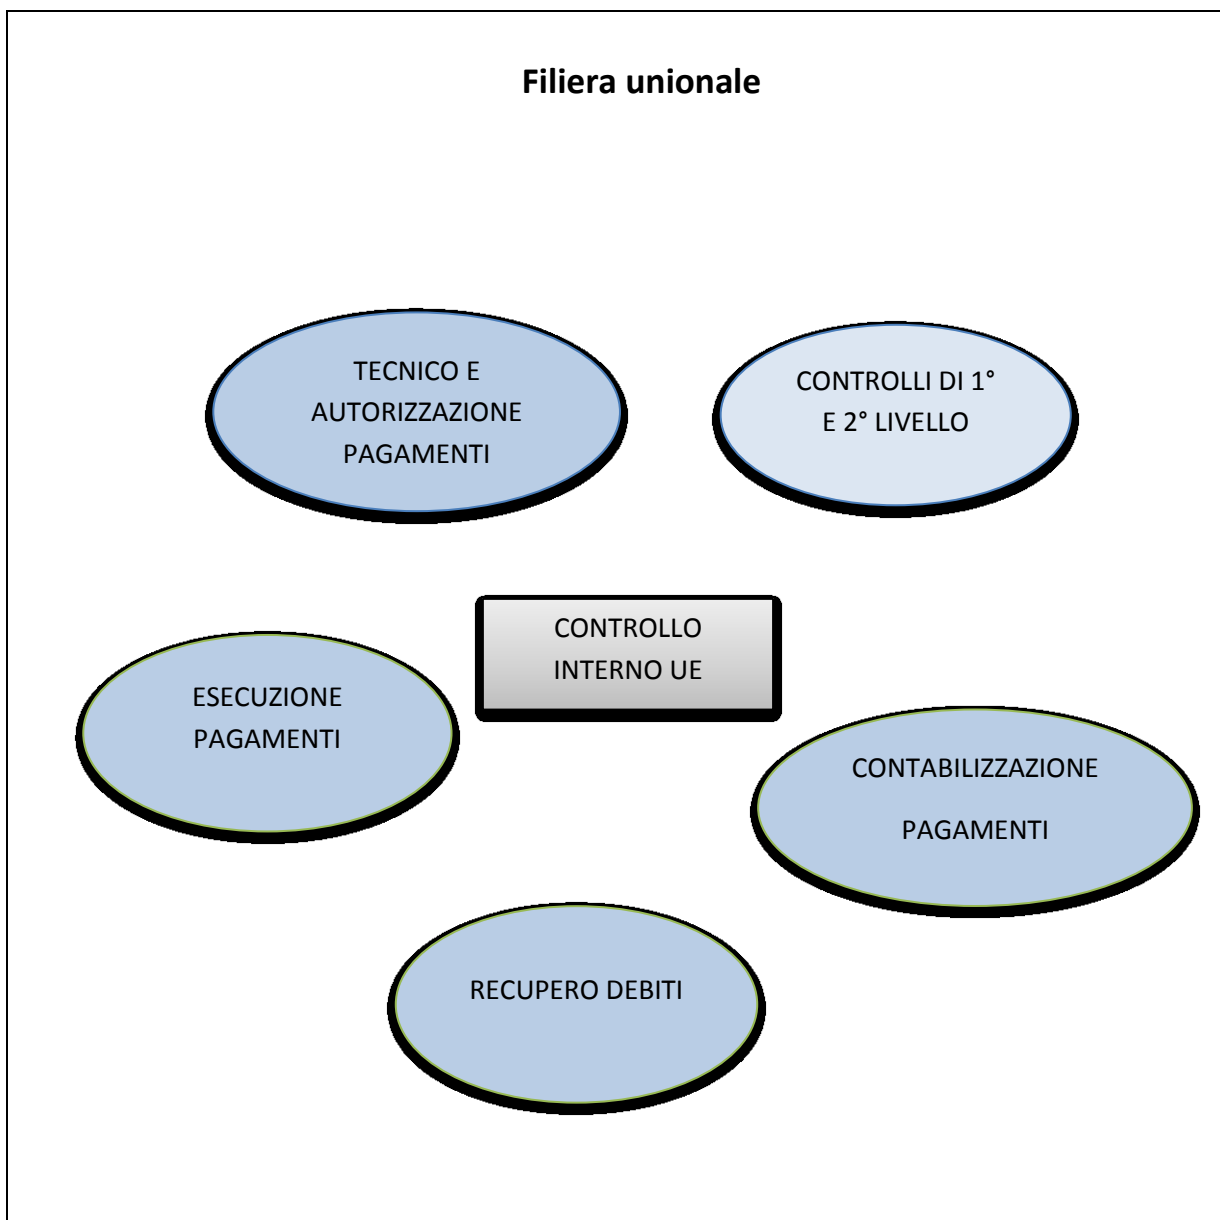 Filiera unionale
TECNICO E
AUTORIZZAZIONE
PAGAMENTI
CONTROLLI DI 1°
E 2° LIVELLO
CONTROLLO
INTERNO UE
ESECUZIONE
PAGAMENTI
CONTABILIZZAZIONE
PAGAMENTI
RECUPERO DEBITI